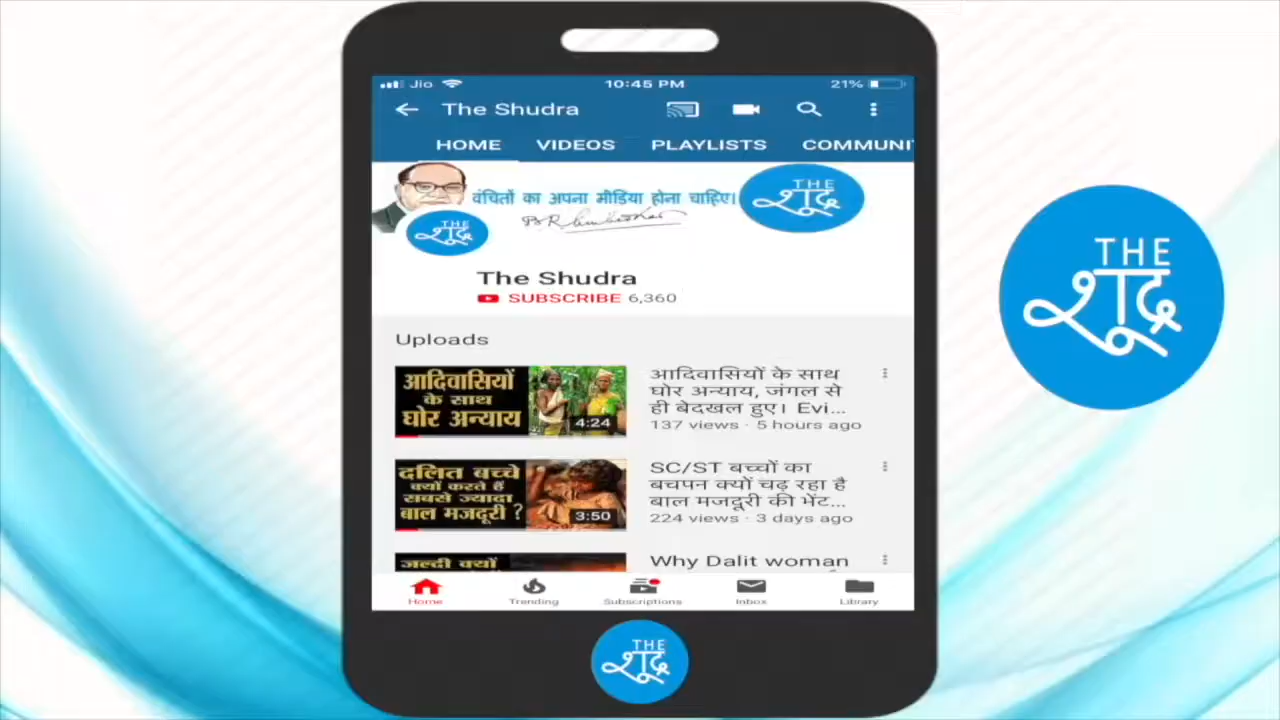 Jio
10:45 PM
21%
The Shudra
HOME VIDEOS PLAYLISTS COMMUNI
वंचितों का अपना मीडिया होना चाहिए।
THE
शूद्र
THE
शूद्र
The Shudra
SUBSCRIBE 6,360
Uploads
आदिवासियों
के साथ
घोर अन्याय
4:24
आदिवासियों के साथ
घोर अन्याय, जंगल से
ही बेदखल हुए। Evi...
137 views · 5 hours ago
दलित बच्चे
क्यों करते हैं
सबसे ज्यादा
बाल मजदूरी ?
3:50
SC/ST बच्चों का
बचपन क्यों चढ़ रहा है
बाल मजदूरी की भेंट...
224 views · 3 days ago
जल्दी क्यों
Why Dalit woman
Home Trending Subscriptions Inbox Library
THE
शूद्र
THE
शूद्र